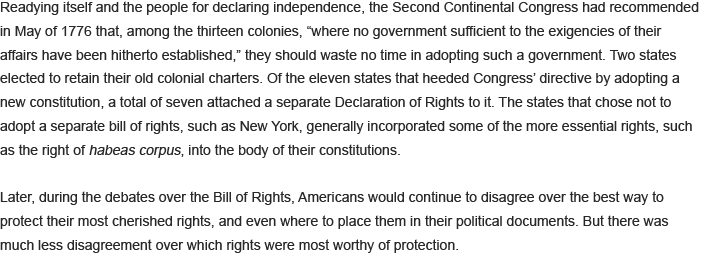 Readying itself and the people for declaring independence, the Second Continental Congress had recommended
in May of 1776 that, among the thirteen colonies, “where no government sufficient to the exigencies of their
affairs have been hitherto established,” they should waste no time in adopting such a government. Two states
elected to retain their old colonial charters. Of the eleven states that heeded Congress’ directive by adopting a
new constitution, a total of seven attached a separate Declaration of Rights to it. The states that chose not to
adopt a separate bill of rights, such as New York, generally incorporated some of the more essential rights, such
as the right of habeas corpus, into the body of their constitutions.
Later, during the debates over the Bill of Rights, Americans would continue to disagree over the best way to
protect their most cherished rights, and even where to place them in their political documents. But there was
much less disagreement over which rights were most worthy of protection.